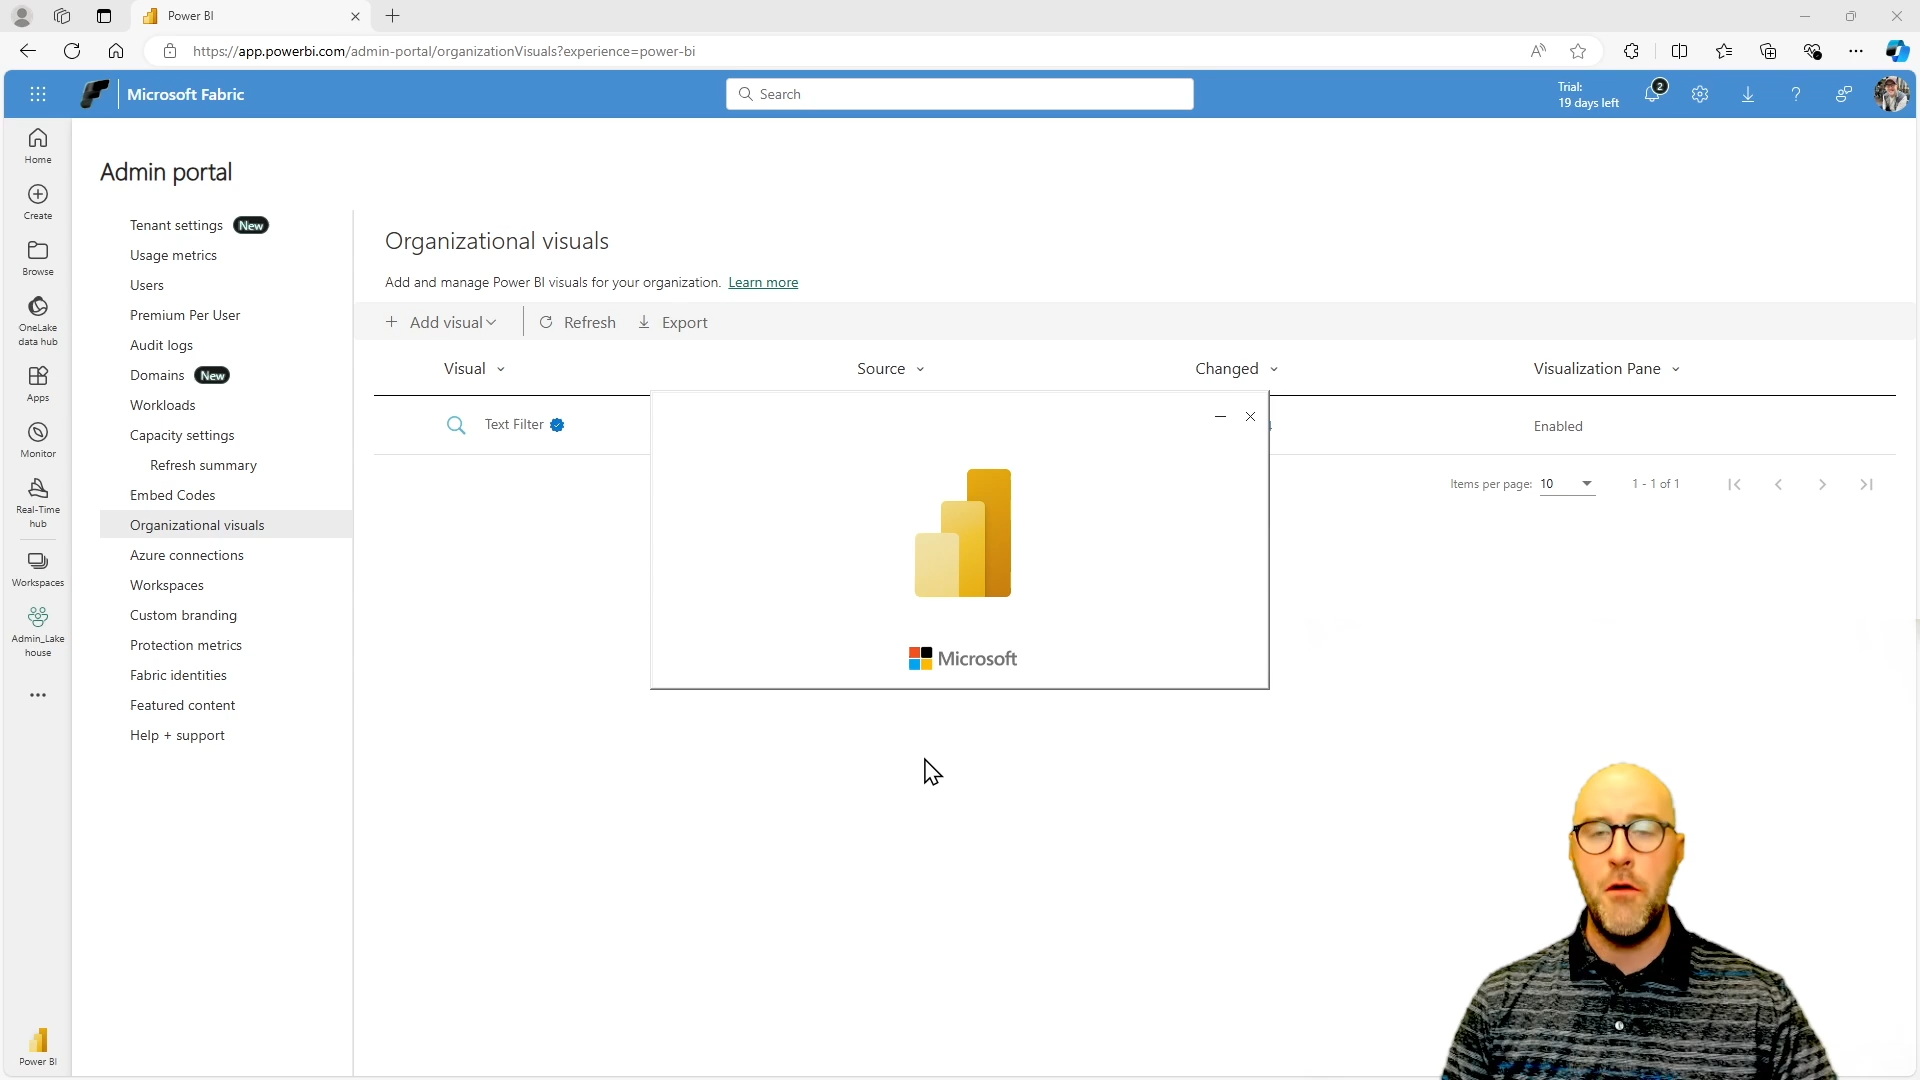 Power BI
https://app.powerbi.com/admin-portal/organizationVisuals?experience=power-bi
Microsoft Fabric
Search
Trial:
19 days left
2
Home
Create
Browse
OneLake
data hub
Apps
Monitor
Real-Time
hub
Workspaces
Admin_Lake
house
Power BI
Admin portal
Tenant settings New
Usage metrics
Users
Premium Per User
Audit logs
Domains New
Workloads
Capacity settings
Refresh summary
Embed Codes
Organizational visuals
Azure connections
Workspaces
Custom branding
Protection metrics
Fabric identities
Featured content
Help + support
Organizational visuals
Add and manage Power BI visuals for your organization. Learn more
Add visual Refresh Export
Visual Source Changed Visualization Pane
Text Filter Enabled
Items per page: 10 1 - 1 of 1
Microsoft